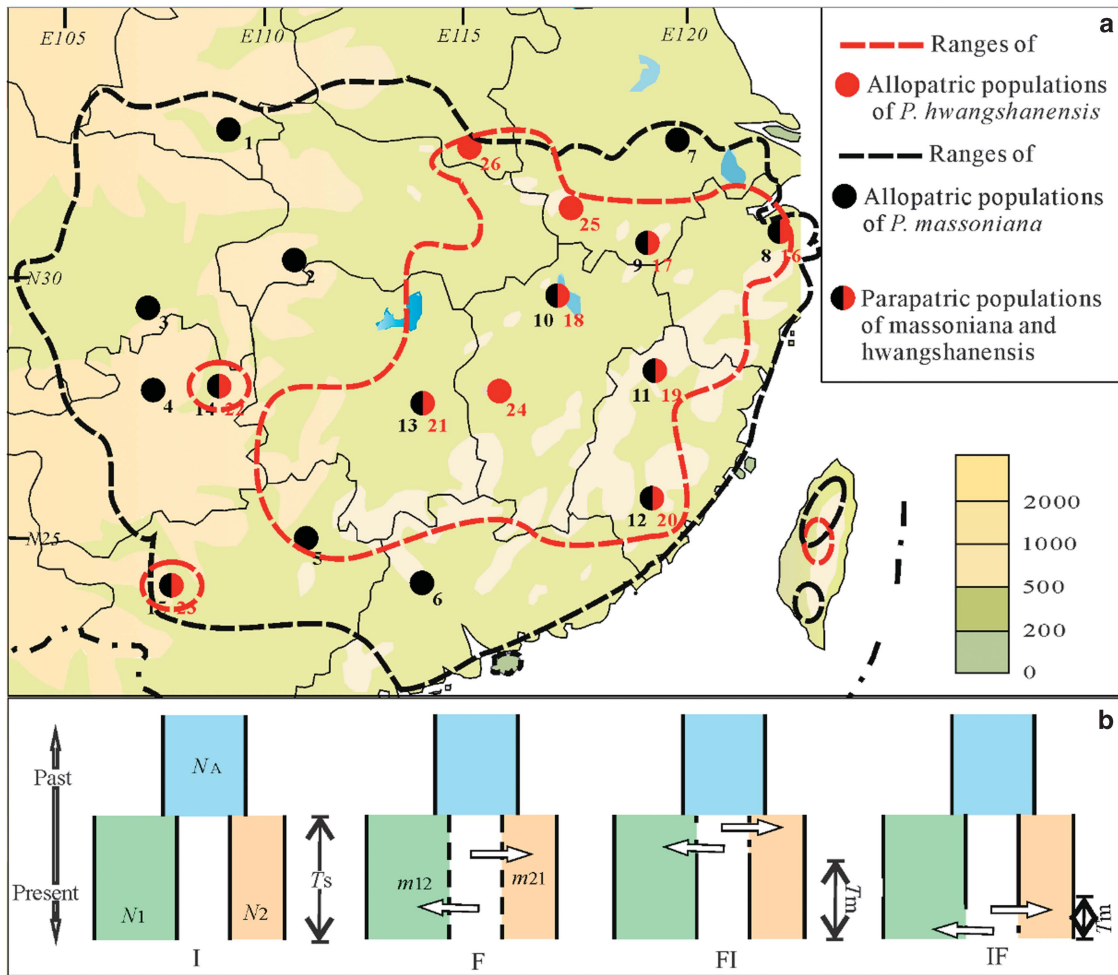 E105
E110
E115
E120
a
Ranges of
Allopatric populations
of P. hwangshanensis
Ranges of
Allopatric populations
of P. massoniana
Parapatric populations
of massoniana and
hwangshanensis
1
26
7
25
2
9 17
8 16
N30
3
10 18
4
14 22
13 21
24
11 19
12 20
N25
5
15 23
6
2000
1000
500
200
0
b
Past
Present
NA
N1
N2
Ts
I
m12
m21
F
Tm
FI
Tm
IF